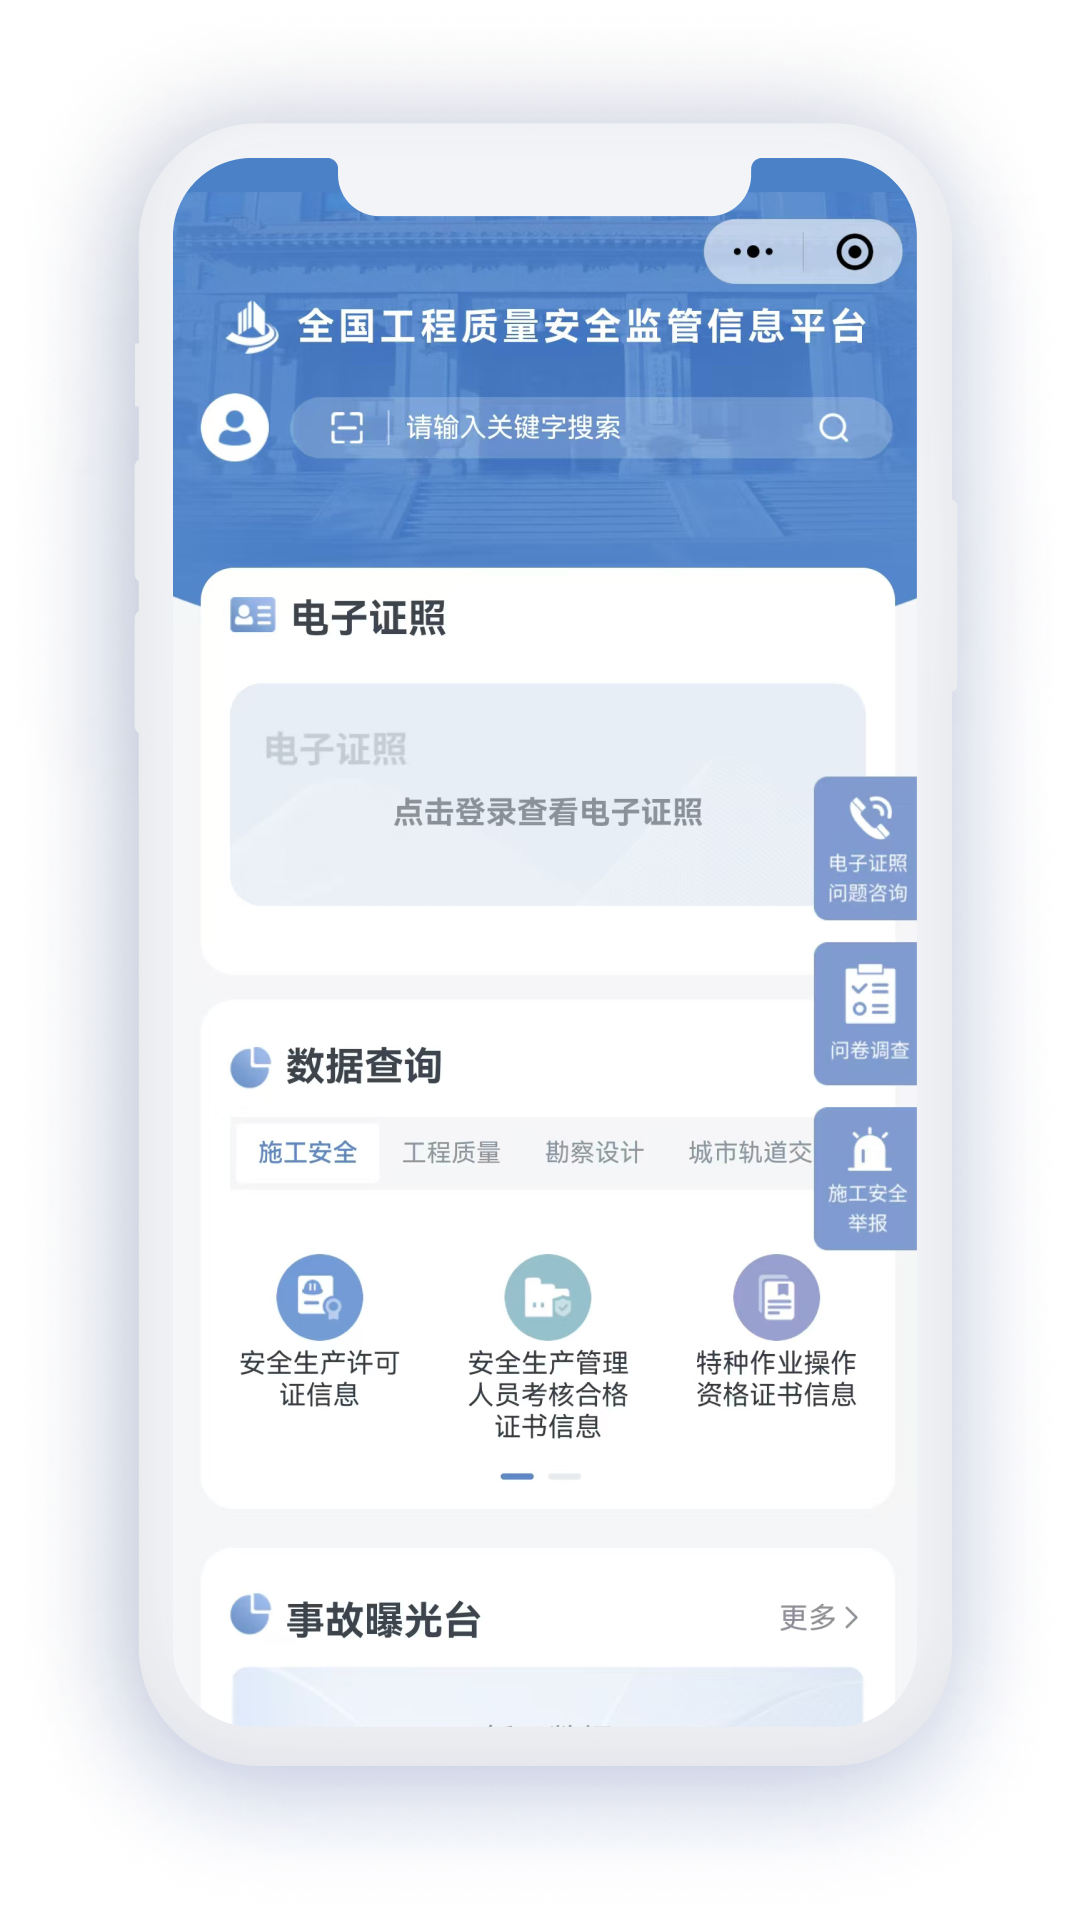 全国工程质量安全监管信息平台
请输入关键字搜索
电子证照
电子证照
点击登录查看电子证照
电子证照
问题咨询
问卷调查
数据查询
施工安全 工程质量 勘察设计 城市轨道交
施工安全
举报
安全生产许可
证信息
安全生产管理
人员考核合格
证书信息
特种作业操作
资格证书信息
事故曝光台
更多